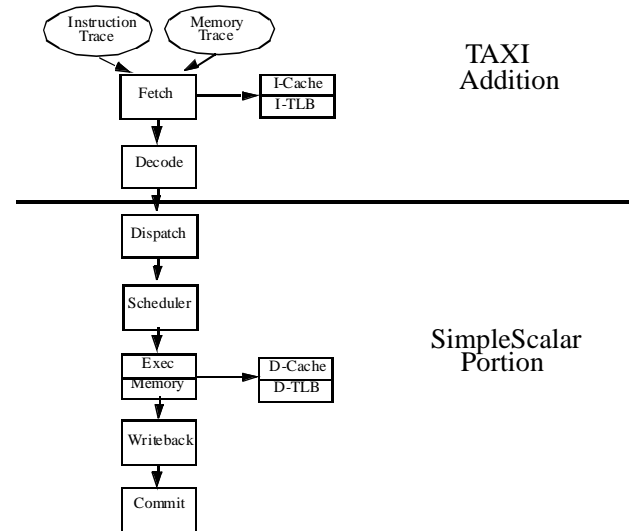 Instruction
Trace
Memory
Trace
TAXI
Addition
Fetch
I-Cache
I-TLB
Decode
Dispatch
Scheduler
SimpleScalar
Portion
Exec
Memory
D-Cache
D-TLB
Writeback
Commit